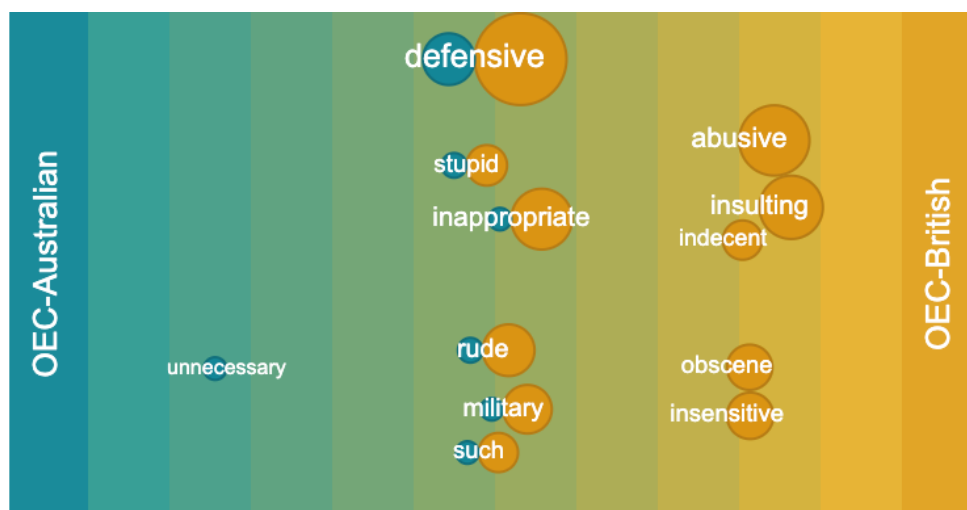 OEC-Australian
defensive
stupid
inappropriate
unnecessary
rude
military
such
abusive
insulting
indecent
obscene
insensitive
OEC-British